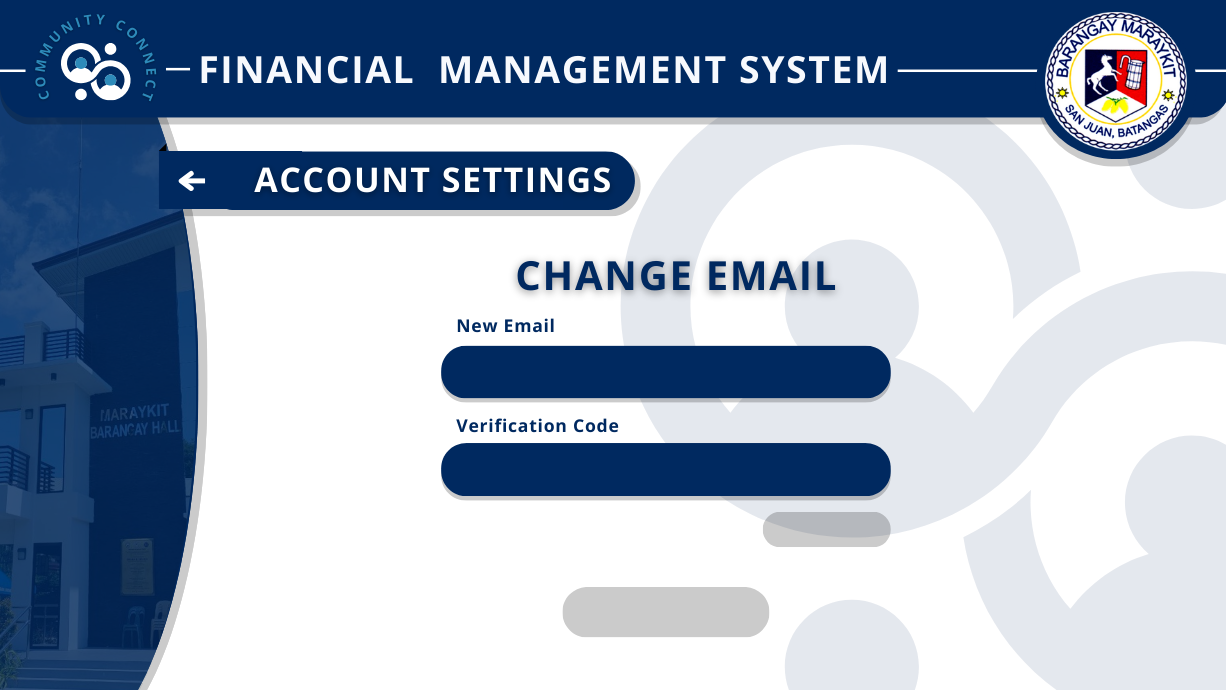 COMMUNITY CONNECT
FINANCIAL MANAGEMENT SYSTEM
BARANGAY MARAYKIT
SAN JUAN, BATANGAS
ACCOUNT SETTINGS
CHANGE EMAIL
New Email
Verification Code
MARAYKIT
BARANGAY HALL